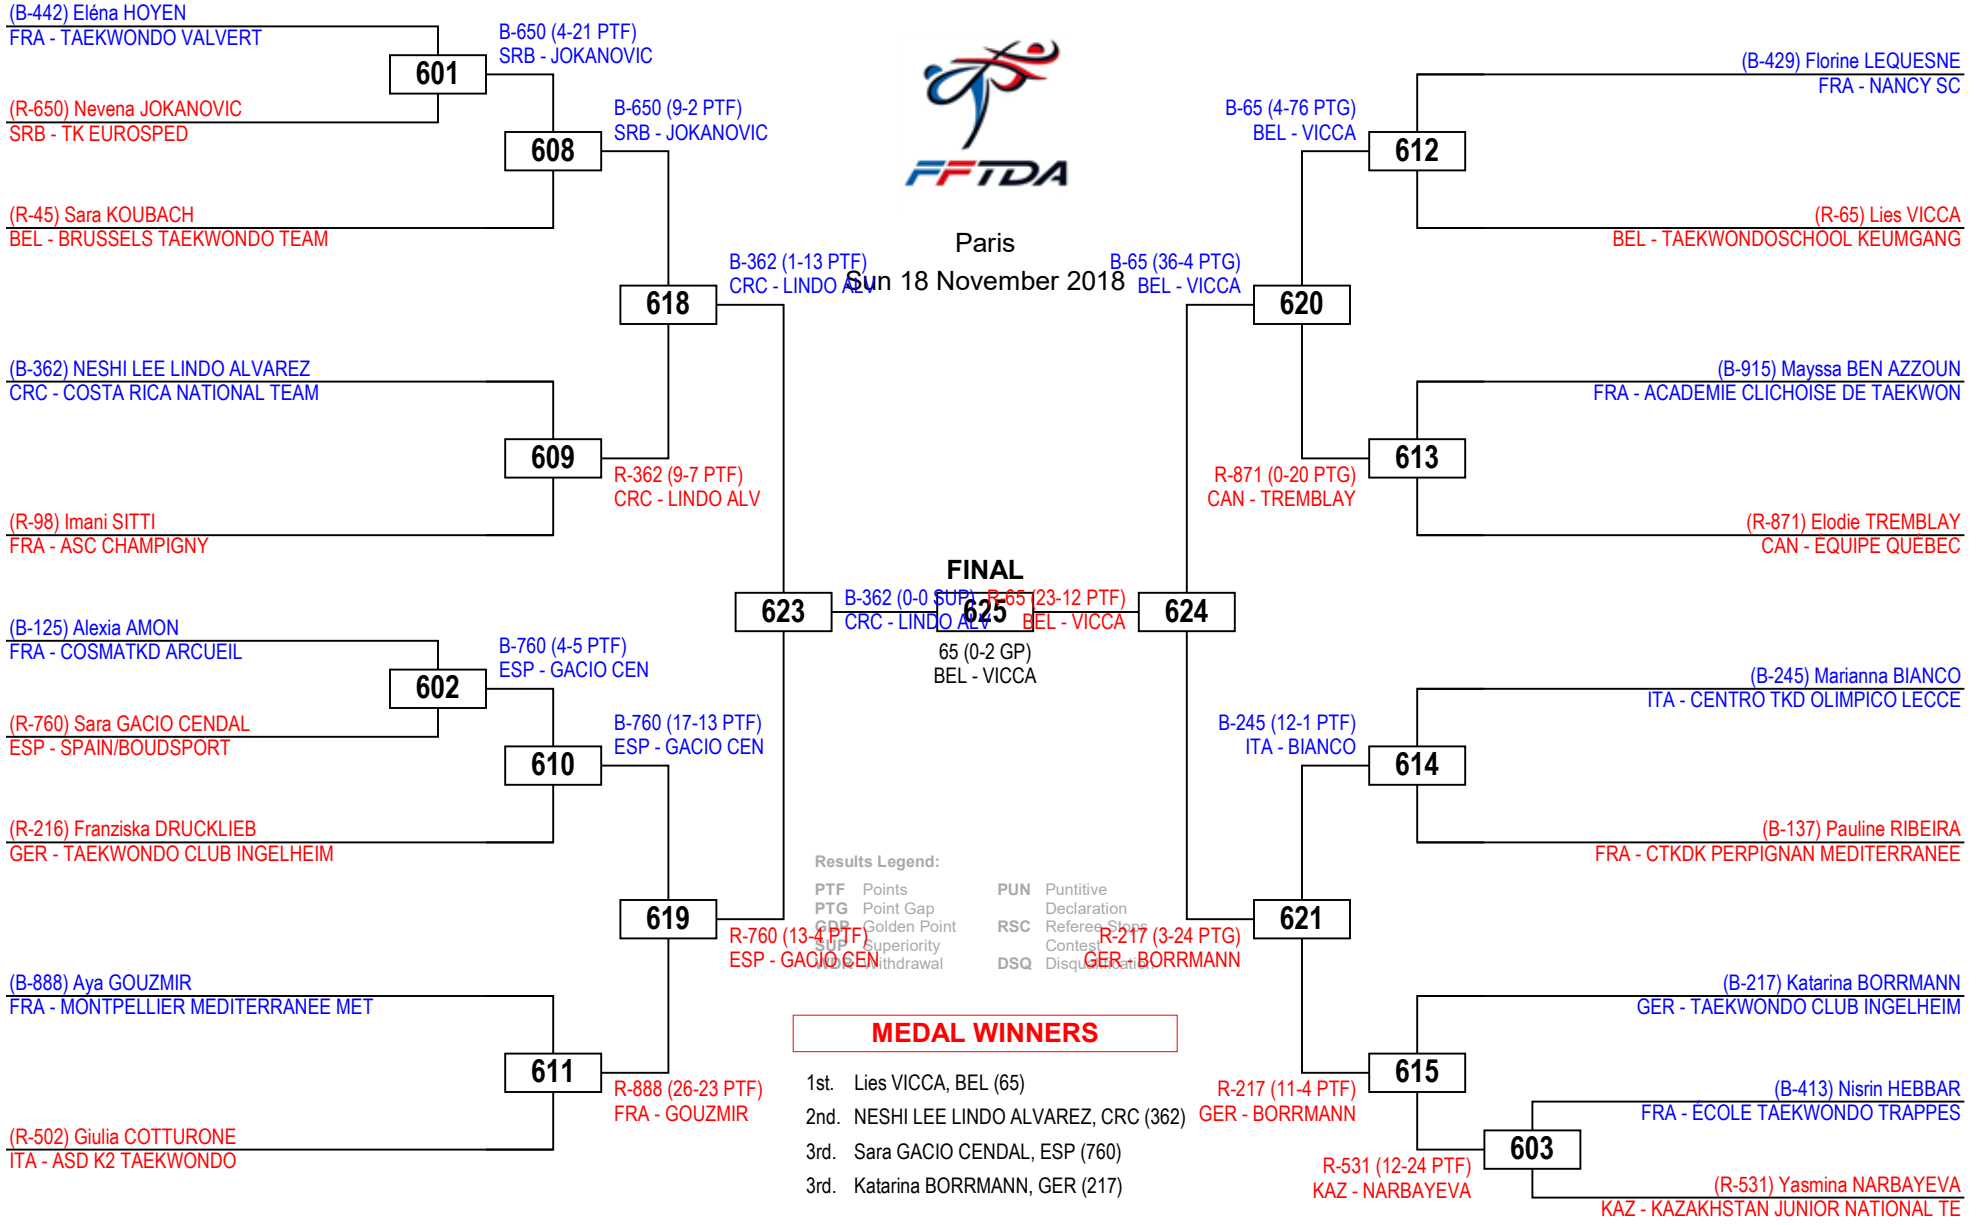 (B-442) Eléna HOYEN
FRA - TAEKWONDO VALVERT
601
(R-650) Nevena JOKANOVIC
SRB - TK EUROSPED
B-650 (4-21 PTF)
SRB - JOKANOVIC
608
(R-45) Sara KOUBACH
BEL - BRUSSELS TAEKWONDO TEAM
B-650 (9-2 PTF)
SRB - JOKANOVIC
618
(B-362) NESHI LEE LINDO ALVAREZ
CRC - COSTA RICA NATIONAL TEAM
609
(R-98) Imani SITTI
FRA - ASC CHAMPIGNY
R-362 (9-7 PTF)
CRC - LINDO ALV
B-362 (1-13 PTF)
CRC - LINDO ALV
623
(B-125) Alexia AMON
FRA - COSMATKD ARCUEIL
602
(R-760) Sara GACIO CENDAL
ESP - SPAIN/BOUDSPORT
B-760 (4-5 PTF)
ESP - GACIO CEN
610
(R-216) Franziska DRUCKLIEB
GER - TAEKWONDO CLUB INGELHEIM
B-760 (17-13 PTF)
ESP - GACIO CEN
619
(B-888) Aya GOUZMIR
FRA - MONTPELLIER MEDITERRANEE MET
611
(R-502) Giulia COTTURONE
ITA - ASD K2 TAEKWONDO
R-888 (26-23 PTF)
FRA - GOUZMIR
R-760 (13-4 PTF)
ESP - GACIO CEN
FFTDA
Paris
Sun 18 November 2018
FINAL
B-362 (0-0 SUP)
CRC - LINDO ALV
625
R-65 (23-12 PTF)
BEL - VICCA
65 (0-2 GP)
BEL - VICCA
Results Legend:
PTF Points
PTG Point Gap
GDP Golden Point
SUP Superiority
WDR Withdrawal
PUN Puntitive
Declaration
RSC Referee Stops
Contest
DSQ Disqualification
MEDAL WINNERS
1st. Lies VICCA, BEL (65)
2nd. NESHI LEE LINDO ALVAREZ, CRC (362)
3rd. Sara GACIO CENDAL, ESP (760)
3rd. Katarina BORRMANN, GER (217)
(B-429) Florine LEQUESNE
FRA - NANCY SC
B-65 (4-76 PTG)
BEL - VICCA
612
(R-65) Lies VICCA
BEL - TAEKWONDOSCHOOL KEUMGANG
B-65 (36-4 PTG)
BEL - VICCA
620
(B-915) Mayssa BEN AZZOUN
FRA - ACADEMIE CLICHOISE DE TAEKWON
613
R-871 (0-20 PTG)
CAN - TREMBLAY
(R-871) Elodie TREMBLAY
CAN - ÉQUIPE QUÉBEC
624
(B-245) Marianna BIANCO
ITA - CENTRO TKD OLIMPICO LECCE
B-245 (12-1 PTF)
ITA - BIANCO
614
(B-137) Pauline RIBEIRA
FRA - CTKDK PERPIGNAN MEDITERRANEE
621
R-217 (3-24 PTG)
GER - BORRMANN
(B-217) Katarina BORRMANN
GER - TAEKWONDO CLUB INGELHEIM
615
R-217 (11-4 PTF)
GER - BORRMANN
(B-413) Nisrin HEBBAR
FRA - ÉCOLE TAEKWONDO TRAPPES
603
R-531 (12-24 PTF)
KAZ - NARBAYEVA
(R-531) Yasmina NARBAYEVA
KAZ - KAZAKHSTAN JUNIOR NATIONAL TE